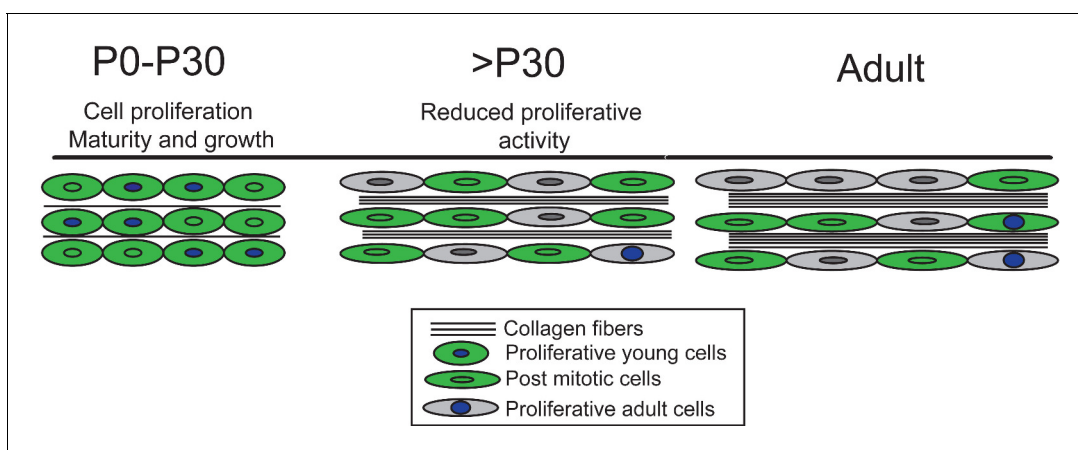 P0-P30
Cell proliferation
Maturity and growth
>P30
Reduced proliferative
activity
Adult
Collagen fibers
Proliferative young cells
Post mitotic cells
Proliferative adult cells